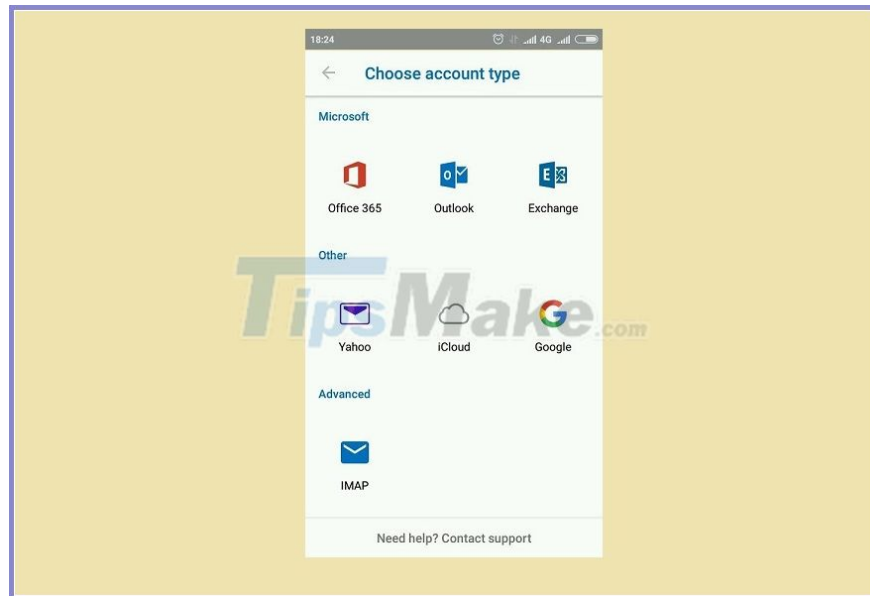 18:24 4G
Choose account type
Microsoft
Office 365 Outlook Exchange
Other
TipsMake.com
Yahoo iCloud Google
Advanced
IMAP
Need help? Contact support